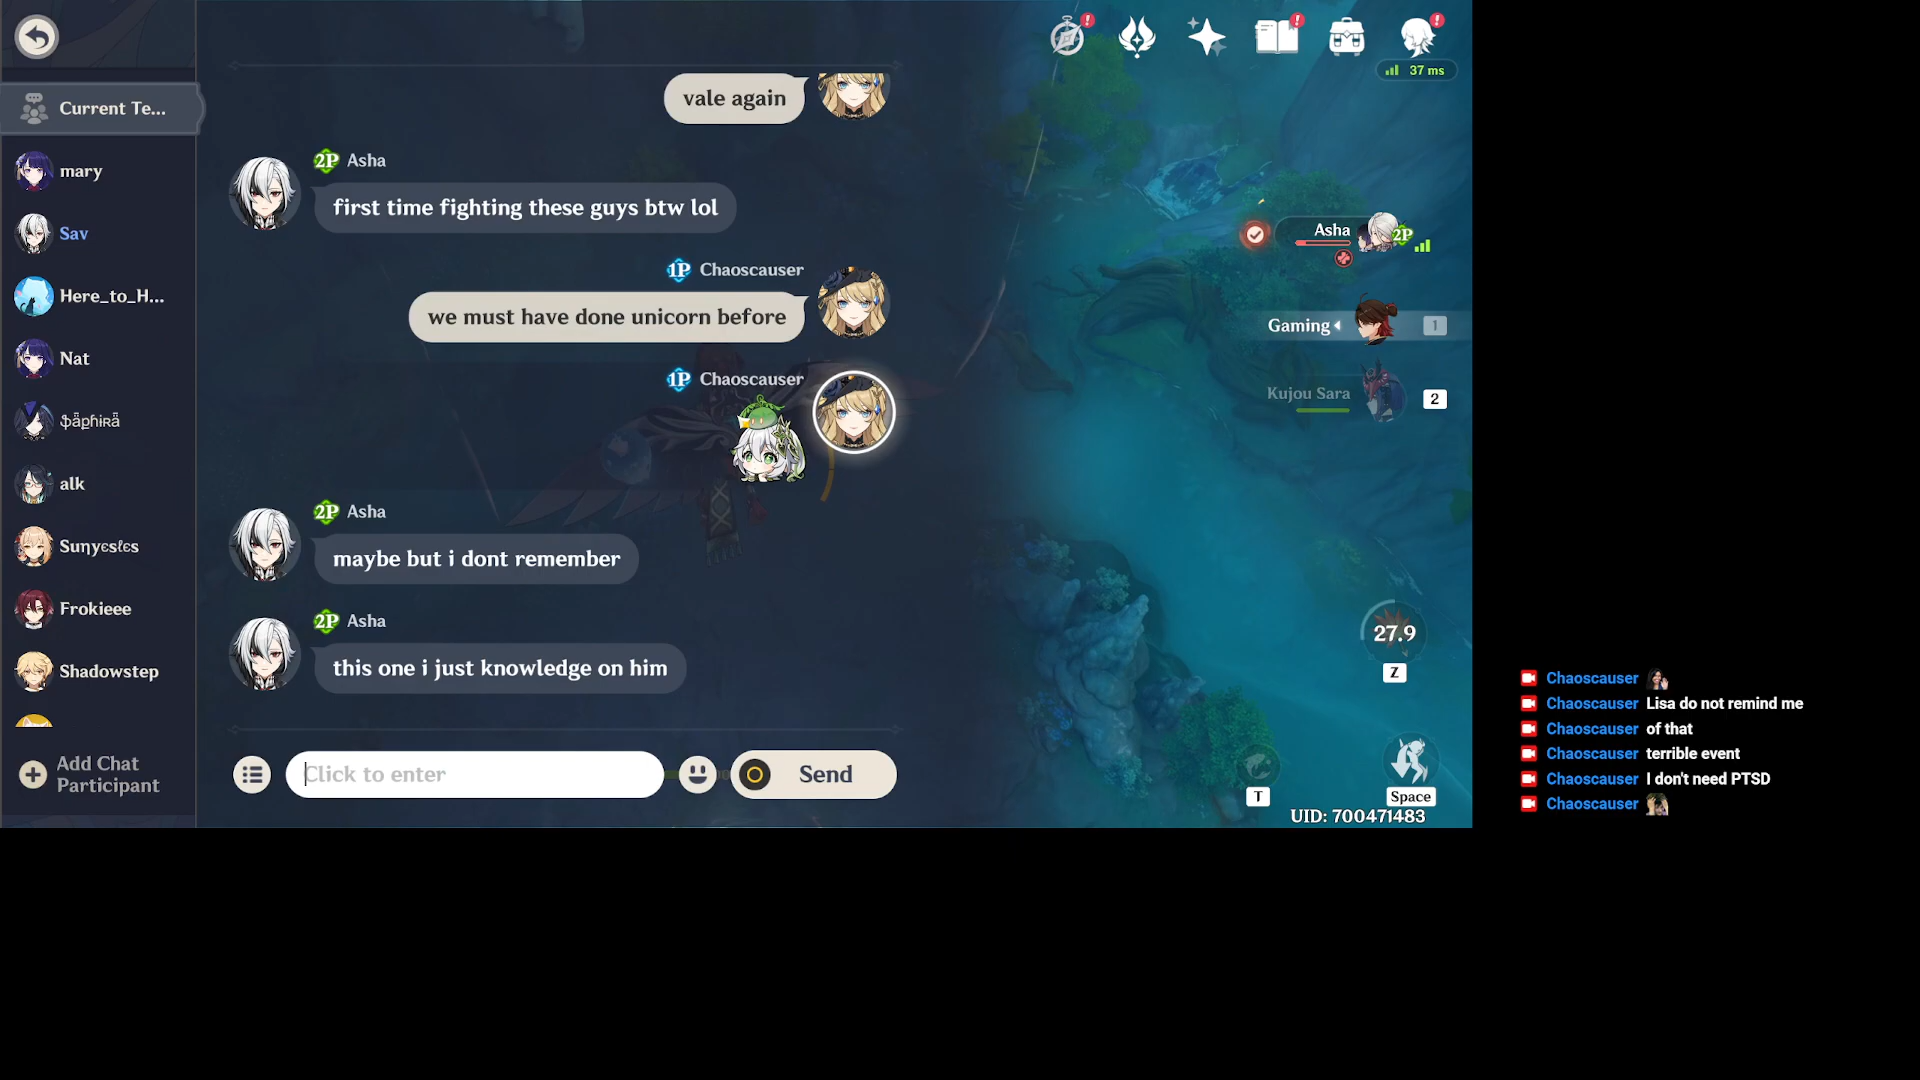 Current Te...
mary
Sav
Here_to_H...
Nat
alk
Frokieee
Shadowstep
Add Chat
Participant
vale again
2P Asha
first time fighting these guys btw lol
1P Chaoscauser
we must have done unicorn before
1P Chaoscauser
2P Asha
maybe but i dont remember
2P Asha
this one i just knowledge on him
Click to enter
Send
37 ms
Asha
2P
Gaming
1
Kujou Sara
2
27.9
Z
T
Space
UID: 700471483
Chaoscauser
Chaoscauser Lisa do not remind me
Chaoscauser of that
Chaoscauser terrible event
Chaoscauser I don't need PTSD
Chaoscauser